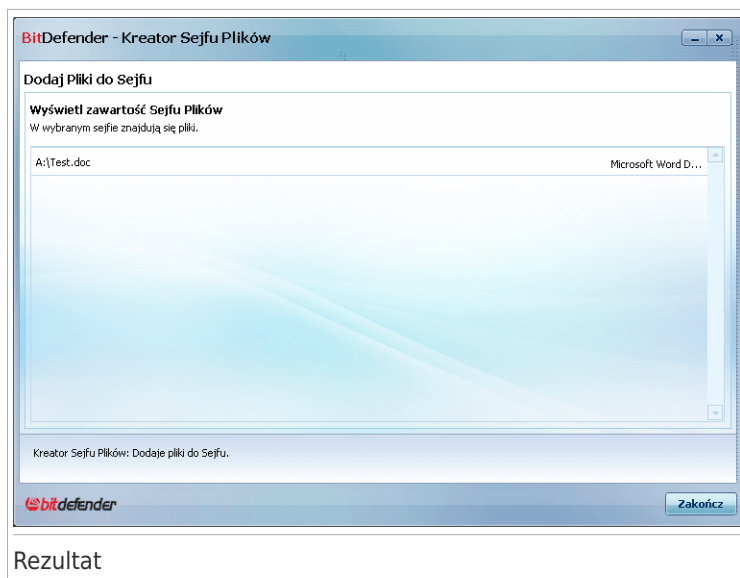 BitDefender - Kreator Sejfu Plików
Dodaj Pliki do Sejfu
Wyświetl zawartość Sejfu Plików
W wybranym sejfie znajdują się pliki.
A:\Test.doc Microsoft Word D...
Kreator Sejfu Plików: Dodaje pliki do Sejfu.
bitdefender Zakończ
Rezultat